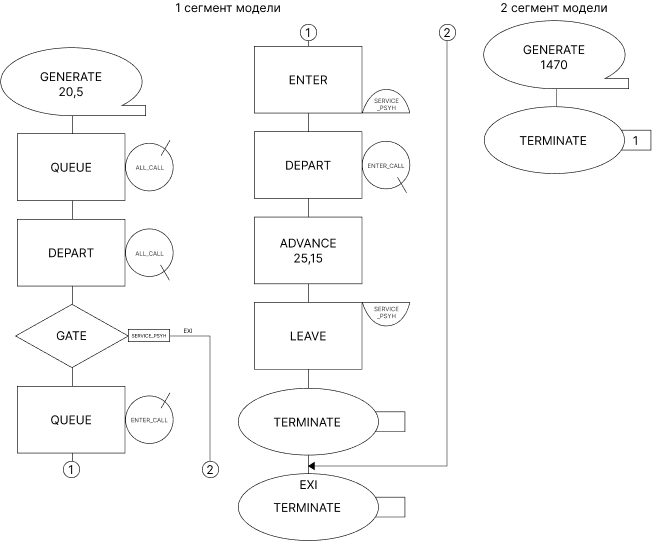 1 сегмент модели
GENERATE
20,5
QUEUE
ALL_CALL
DEPART
ALL_CALL
GATE
SERVICE_PSYH
EXI
QUEUE
ENTER_CALL
1
2
1
ENTER
SERVICE
_PSYH
DEPART
ENTER_CALL
ADVANCE
25,15
LEAVE
SERVICE
_PSYH
TERMINATE
EXI
TERMINATE
2
2 сегмент модели
GENERATE
1470
TERMINATE
1